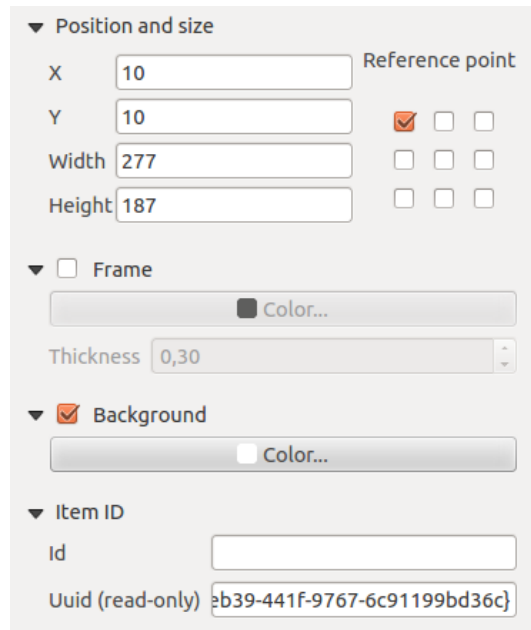 Position and size
Reference point
X 10
Y 10
Width 277
Height 187
Frame
Color...
Thickness 0,30
Background
Color...
Item ID
Id
Uuid (read-only) eb39-441f-9767-6c91199bd36c}